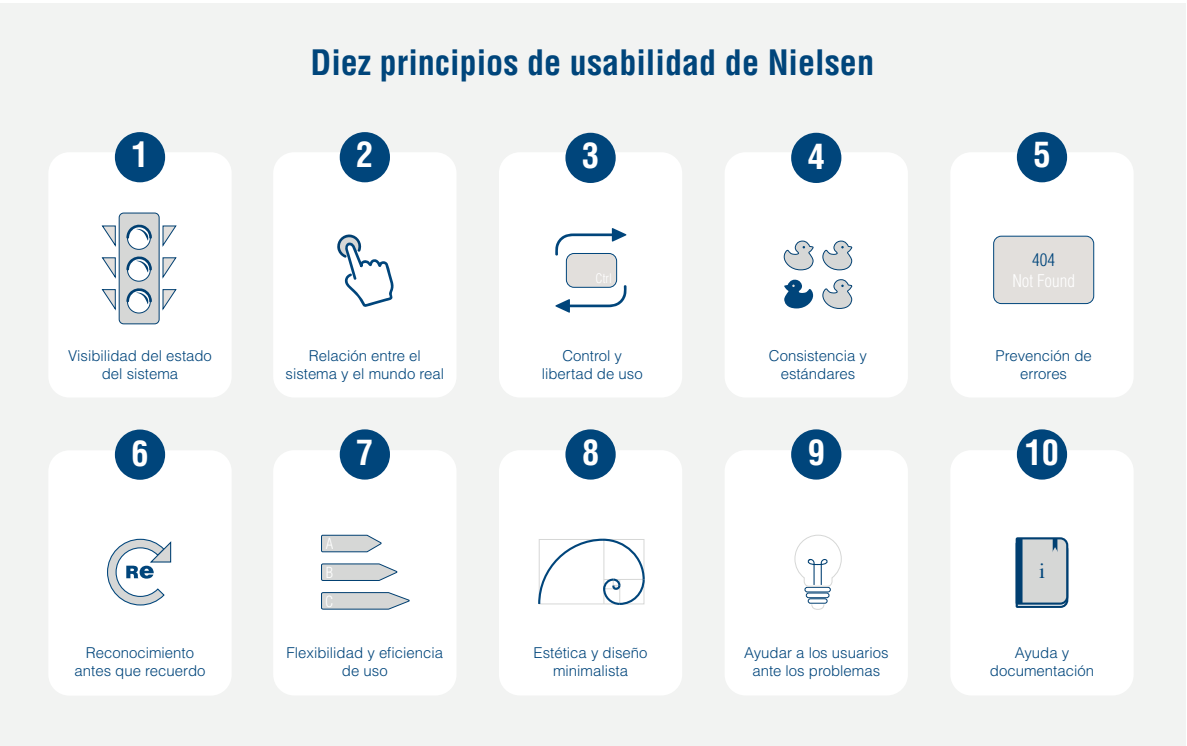 Diez principios de usabilidad de Nielsen
1
2
3
4
5
Ctrl
404
Not Found
Visibilidad del estado
del sistema
Relación entre el
sistema y el mundo real
Control y
libertad de uso
Consistencia y
estándares
Prevención de
errores
6
7
8
9
10
Re
A
B
C
i
Reconocimiento
antes que recuerdo
Flexibilidad y eficiencia
de uso
Estética y diseño
minimalista
Ayudar a los usuarios
ante los problemas
Ayuda y
documentación